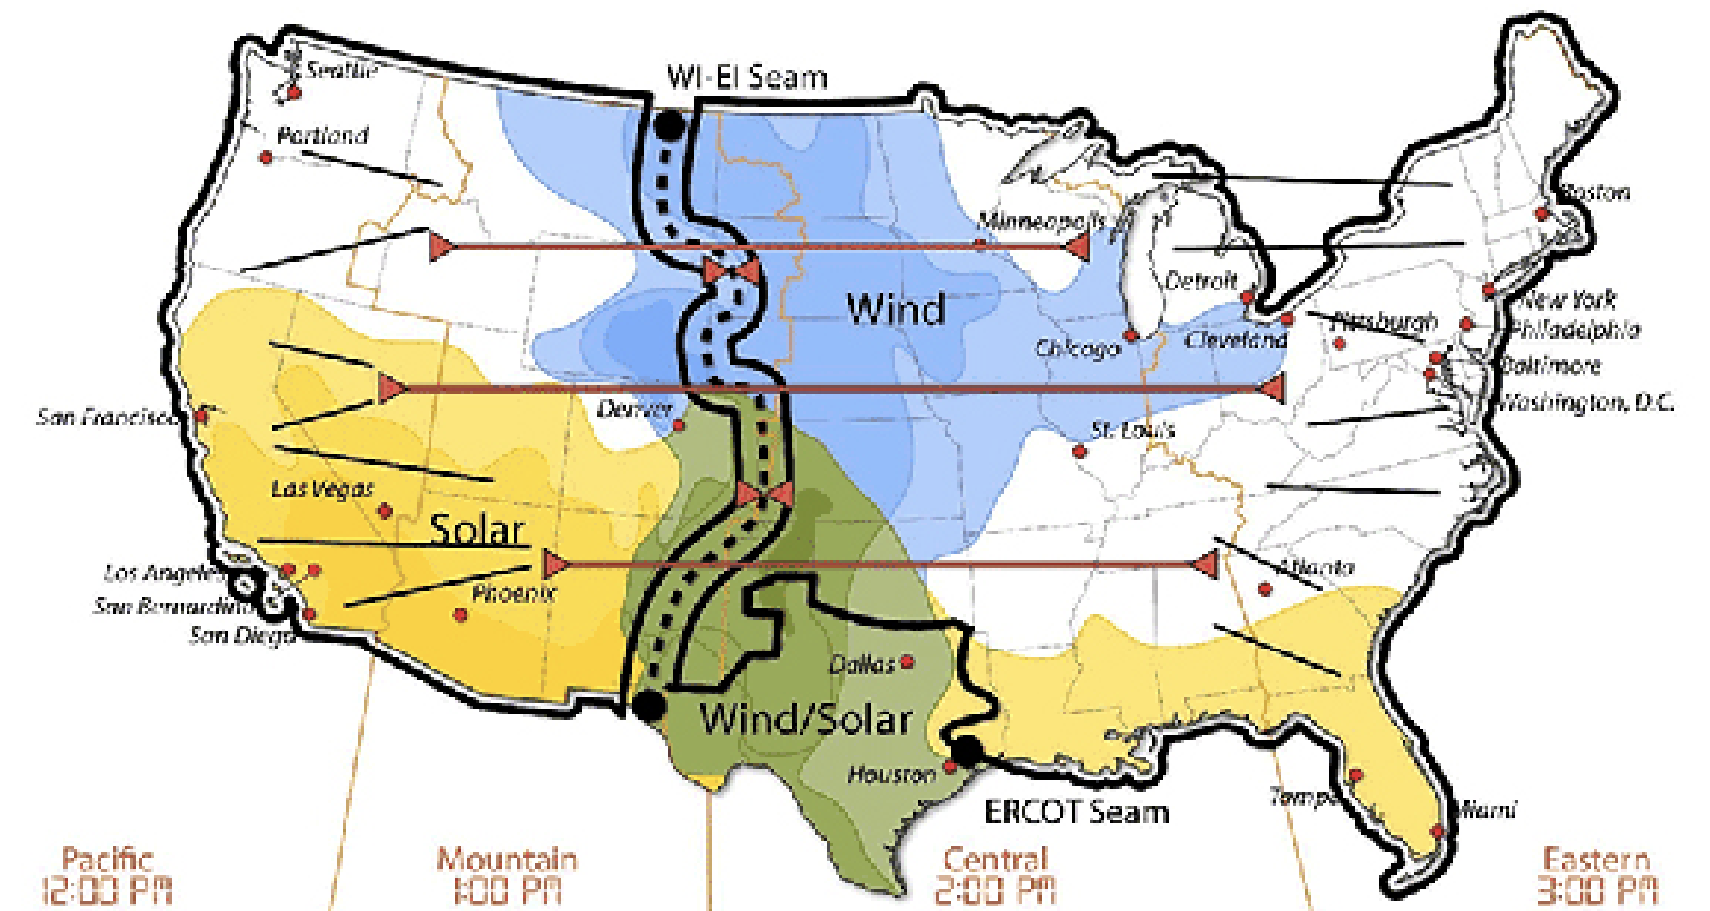 WI-EI Seam
Seattle
Portland
Boston
Minneapolis
Detroit
New York
Wind
Pittsburgh
Philadelphia
Chicago
Cleveland
Baltimore
San Francisco
Denver
Washington, D.C.
St. Louis
Las Vegas
Solar
Los Angeles
Atlanta
Phoenix
San Bernardino
San Diego
Dallas
Wind/Solar
Houston
ERCOT Seam
Tampa
Miami
Pacific
12:00 PM
Mountain
1:00 PM
Central
2:00 PM
Eastern
3:00 PM